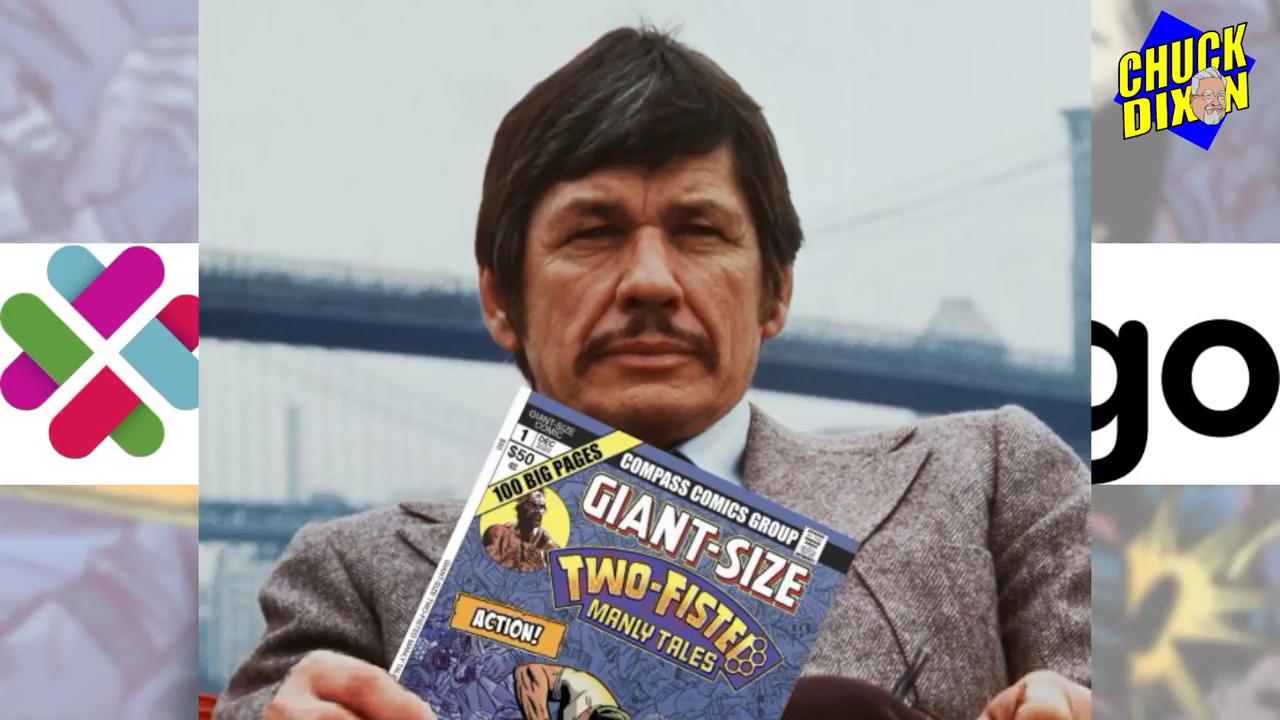 CHUCK
DIXON
go
GIANT-SIZE
COMIC
1
DEC
$50
100 BIG PAGES
COMPASS COMICS GROUP
GIANT-SIZE
TWO-FISTED
MANLY TALES
ACTION!